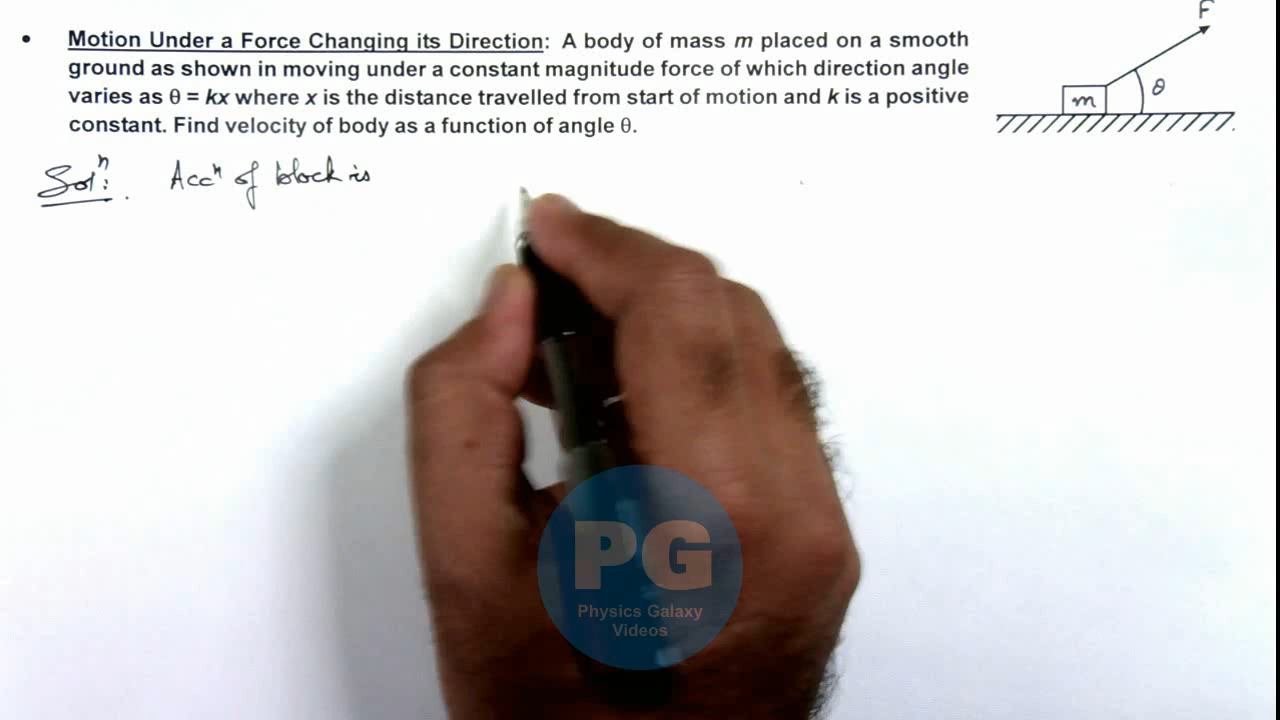 • Motion Under a Force Changing its Direction: A body of mass m placed on a smooth
ground as shown in moving under a constant magnitude force of which direction angle
varies as θ = kx where x is the distance travelled from start of motion and k is a positive
constant. Find velocity of body as a function of angle θ.
F
θ
m
Solⁿ: Accⁿ of block is
PG
Physics Galaxy
Videos